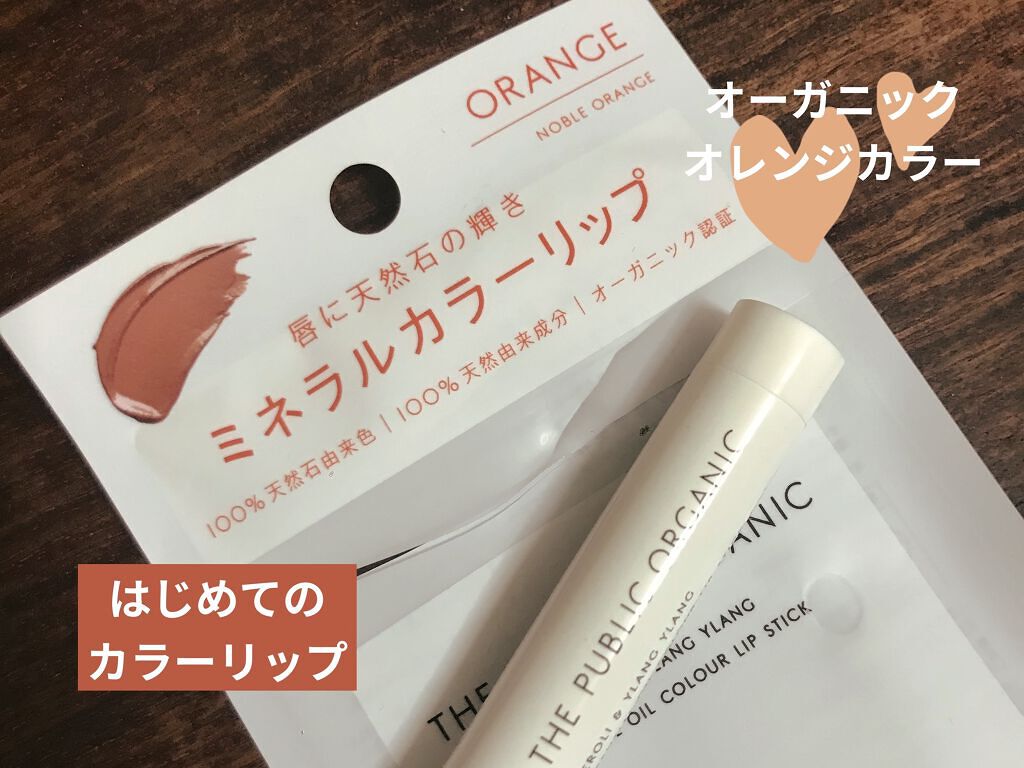 ORANGE
NOBLE ORANGE
オーガニック
オレンジカラー
唇に天然石の輝き
ミネラルカラーリップ
100%天然石由来色 | 100%天然由来成分 | オーガニック認証
はじめての
カラーリップ
THE PUBLIC ORGANIC
& YLANG YLANG
THE
ANIC
YLANG
OIL COLOUR LIP STICK